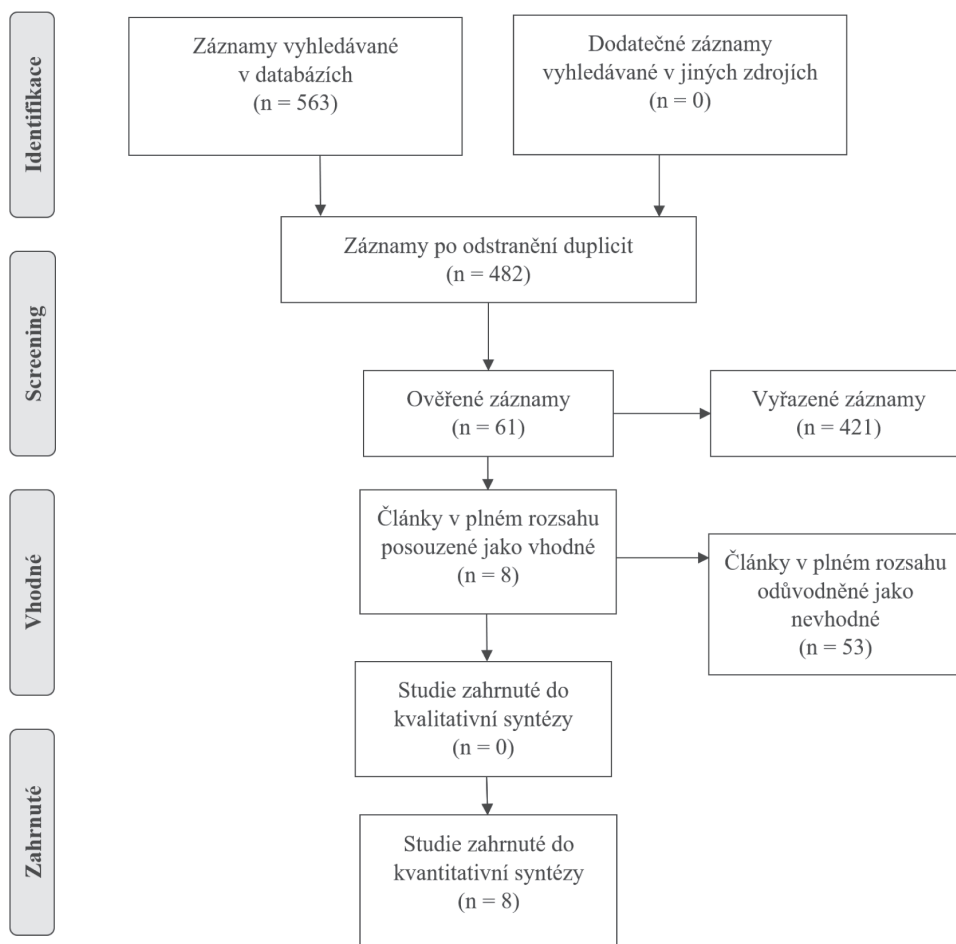 Identifikace
Záznamy vyhledávané
v databázích
(n = 563)
Dodatečné záznamy
vyhledávané v jiných zdrojích
(n = 0)
Záznamy po odstranění duplicit
(n = 482)
Screening
Ověřené záznamy
(n = 61)
Vyřazené záznamy
(n = 421)
Vhodné
Články v plném rozsahu
posouzené jako vhodné
(n = 8)
Články v plném rozsahu
odůvodněné jako
nevhodné
(n = 53)
Studie zahrnuté do
kvalitativní syntézy
(n = 0)
Zahrnuté
Studie zahrnuté do
kvantitativní syntézy
(n = 8)